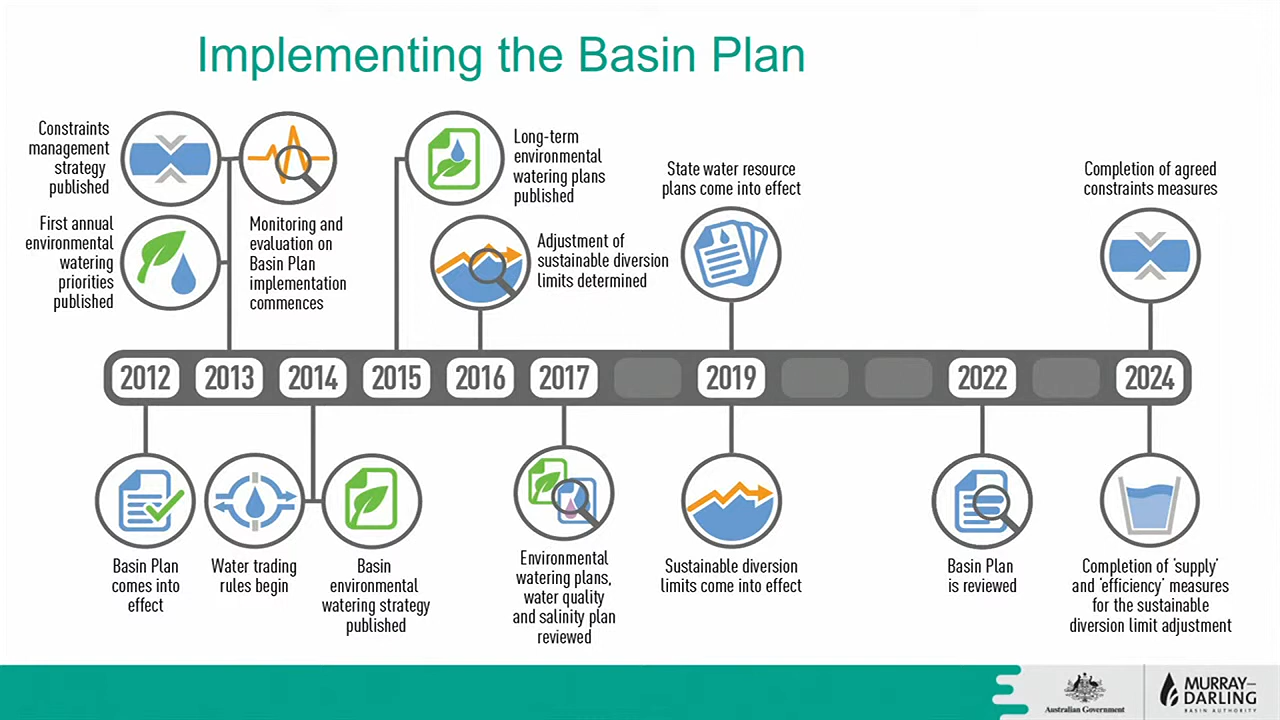 Implementing the Basin Plan
Constraints
management
strategy
published
First annual
environmental
watering
priorities
published
Monitoring and
evaluation on
Basin Plan
implementation
commences
Long-term
environmental
watering plans
published
Adjustment of
sustainable diversion
limits determined
State water resource
plans come into effect
Completion of agreed
constraints measures
2012 2013 2014 2015 2016 2017 2019 2022 2024
Basin Plan
comes into
effect
Water trading
rules begin
Basin
environmental
watering strategy
published
Environmental
watering plans,
water quality
and salinity plan
reviewed
Sustainable diversion
limits come into effect
Basin Plan
is reviewed
Completion of 'supply'
and 'efficiency' measures
for the sustainable
diversion limit adjustment
Australian Government
MURRAY–
DARLING
BASIN AUTHORITY